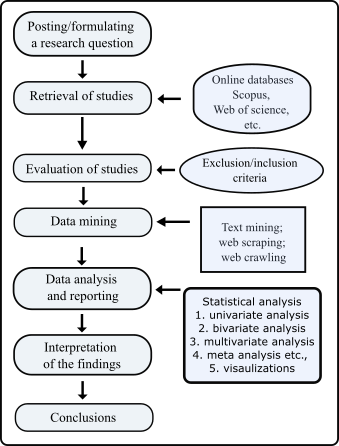 Posting/formulating
a research question
Retrieval of studies
Online databases
Scopus,
Web of science,
etc.
Evaluation of studies
Exclusion/inclusion
criteria
Data mining
Text mining;
web scraping;
web crawling
Data analysis
and reporting
Statistical analysis
1. univariate analysis
2. bivariate analysis
3. multivariate analysis
4. meta analysis etc.,
5. visaulizations
Interpretation
of the findings
Conclusions